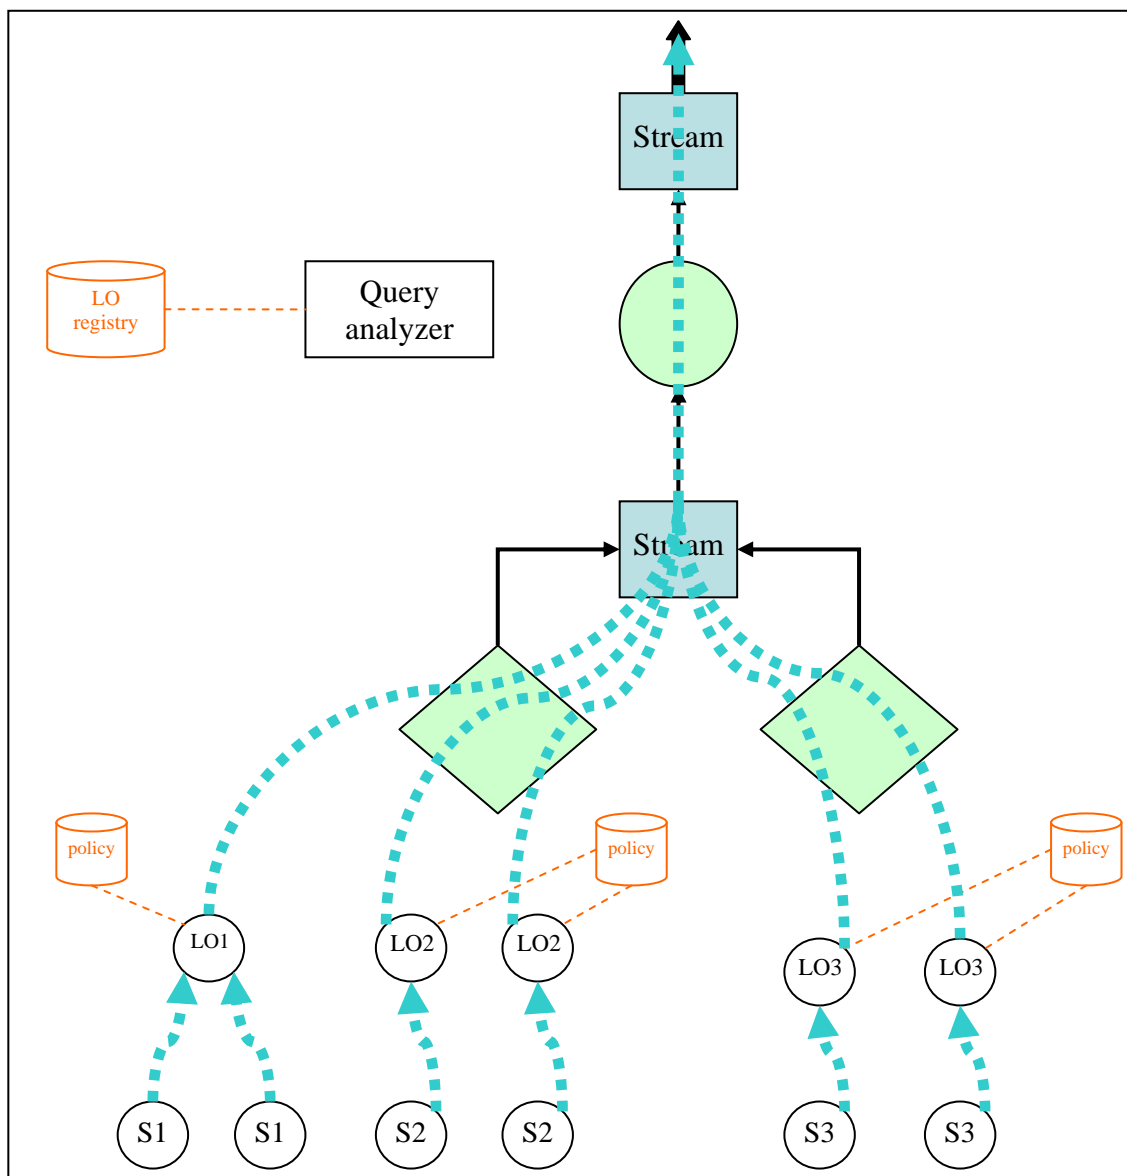 Stream
LO
registry
Query
analyzer
Stream
policy
policy
policy
LO1
LO2
LO2
LO3
LO3
S1
S1
S2
S2
S3
S3